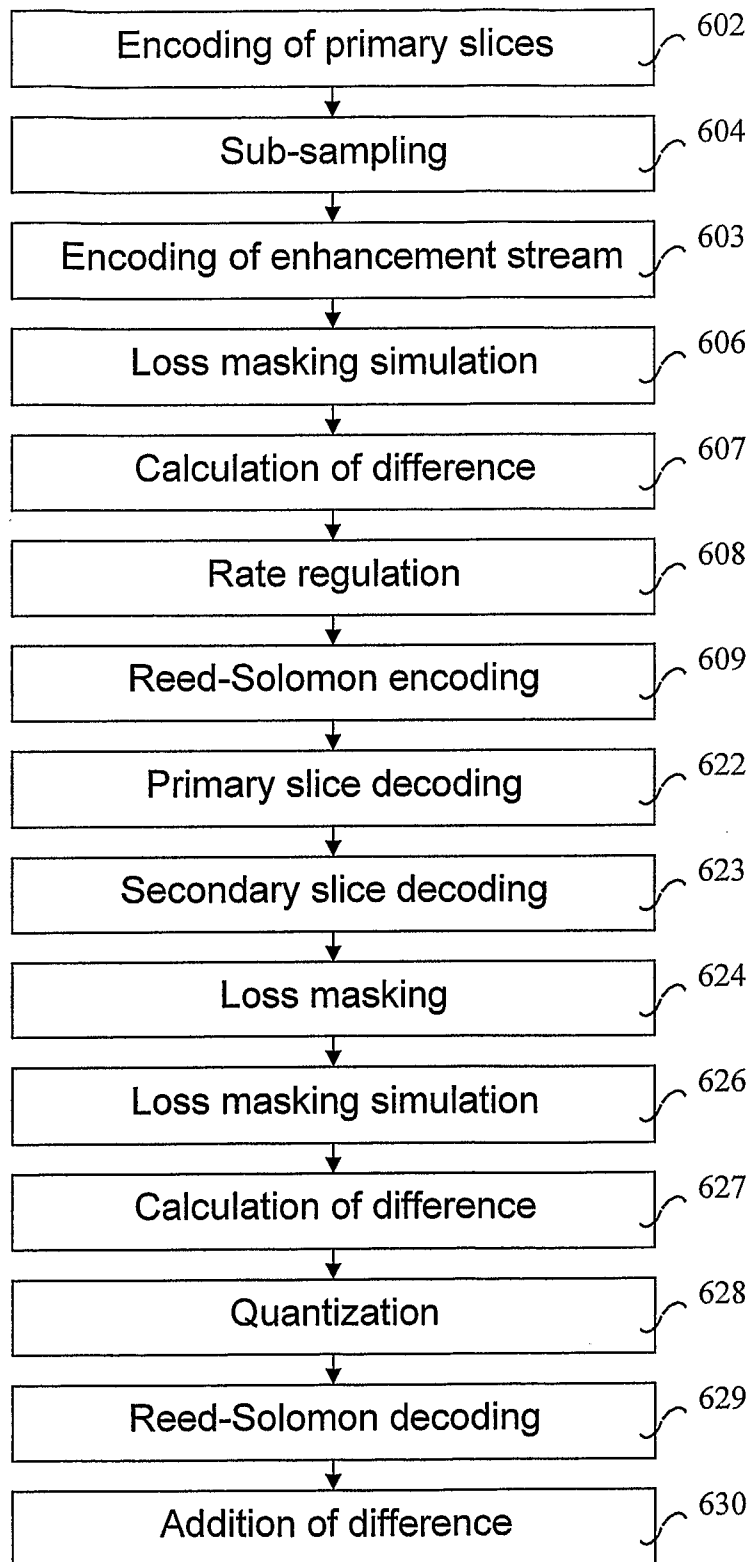 Encoding of primary slices 602
Sub-sampling 604
Encoding of enhancement stream 603
Loss masking simulation 606
Calculation of difference 607
Rate regulation 608
Reed-Solomon encoding 609
Primary slice decoding 622
Secondary slice decoding 623
Loss masking 624
Loss masking simulation 626
Calculation of difference 627
Quantization 628
Reed-Solomon decoding 629
Addition of difference 630